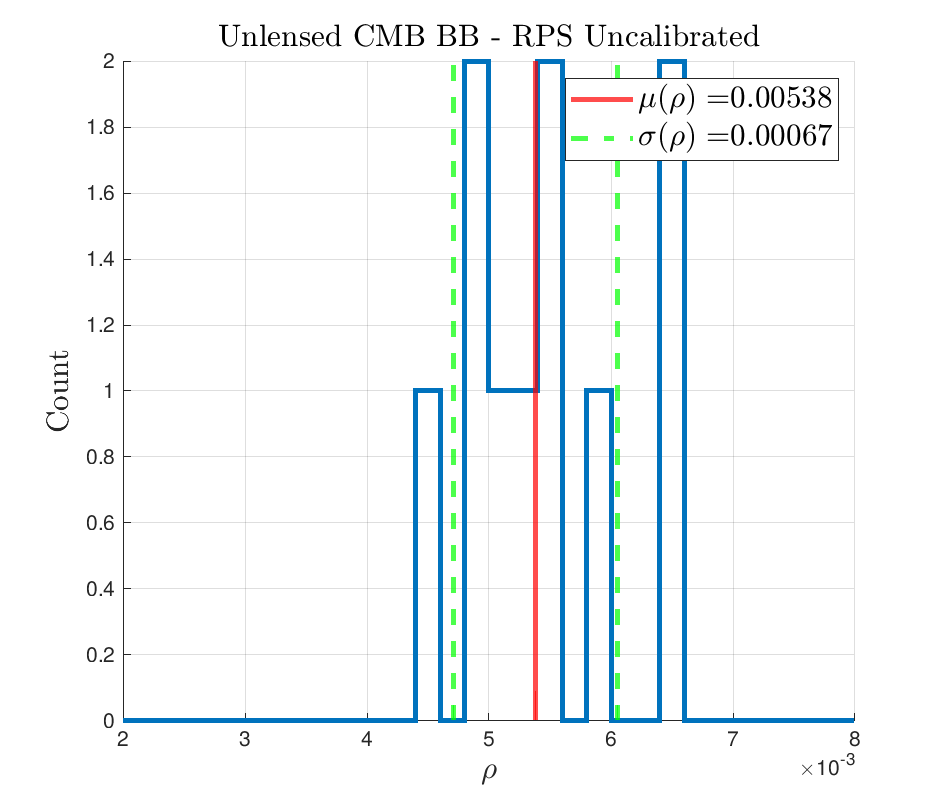 Unlensed CMB BB - RPS Uncalibrated
μ(ρ) =0.00538
σ(ρ) =0.00067
2
1.8
1.6
1.4
1.2
1
0.8
0.6
0.4
0.2
0
Count
2 3 4 5 6 7 8
×10-3
ρ